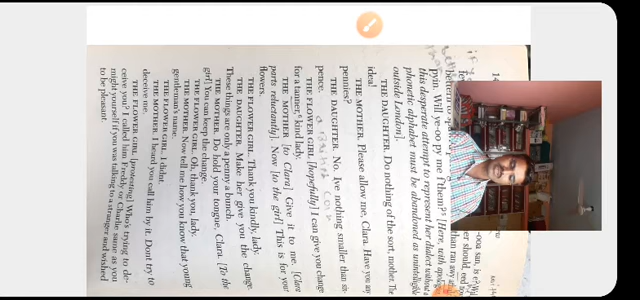 14
pyin. Will ye-oo py me f'them? [Here, with apologies,
this desperate attempt to represent her dialect without a
phonetic alphabet must be abandoned as unintelligible
outside London].
THE DAUGHTER. Do nothing of the sort, mother. The
idea!
THE MOTHER. Please allow me, Clara. Have you any
pennies?
THE DAUGHTER. No. Ive nothing smaller than six-
pence.
THE FLOWER GIRL [hopefully] I can give you change
for a tanner, kind lady.
THE MOTHER [to Clara] Give it to me. [Clara
parts reluctantly]. Now [to the girl] This is for your
flowers.
THE FLOWER GIRL. Thank you kindly, lady.
THE DAUGHTER. Make her give you the change.
These things are only a penny a bunch.
THE MOTHER. Do hold your tongue, Clara. [To the
girl] You can keep the change.
THE FLOWER GIRL. Oh, thank you, lady.
THE MOTHER. Now tell me how you know that young
gentleman's name.
THE FLOWER GIRL. I didnt.
THE MOTHER. I heard you call him by it. Dont try to
deceive me.
THE FLOWER GIRL [protesting] Who's trying to de-
ceive you? I called him Freddy or Charlie same as you
might yourself if you was talking to a stranger and wished
to be pleasant.